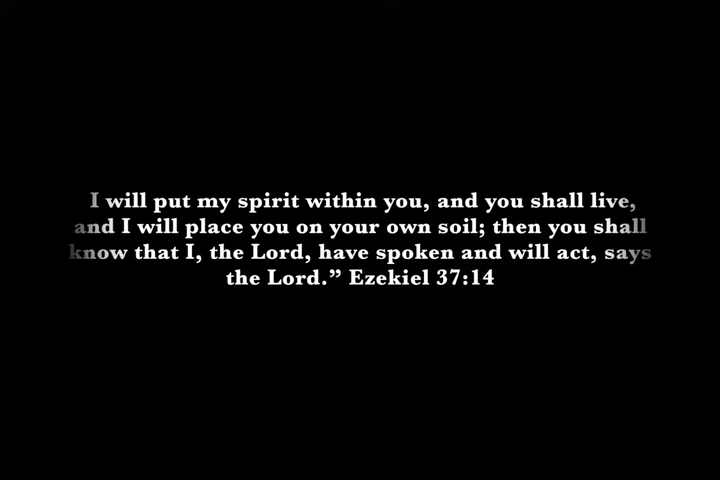 I will put my spirit within you, and you shall live,
and I will place you on your own soil; then you shall
know that I, the Lord, have spoken and will act, says
the Lord.” Ezekiel 37:14